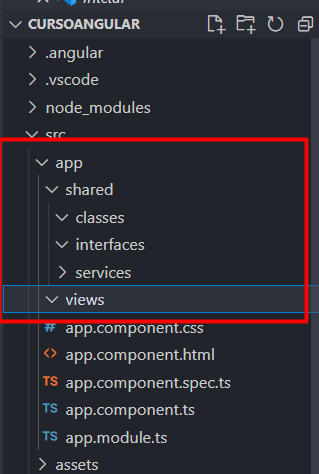 CURSOANGULAR
.angular
.vscode
node_modules
src
app
shared
classes
interfaces
services
views
app.component.css
app.component.html
TS app.component.spec.ts
TS app.component.ts
TS app.module.ts
assets